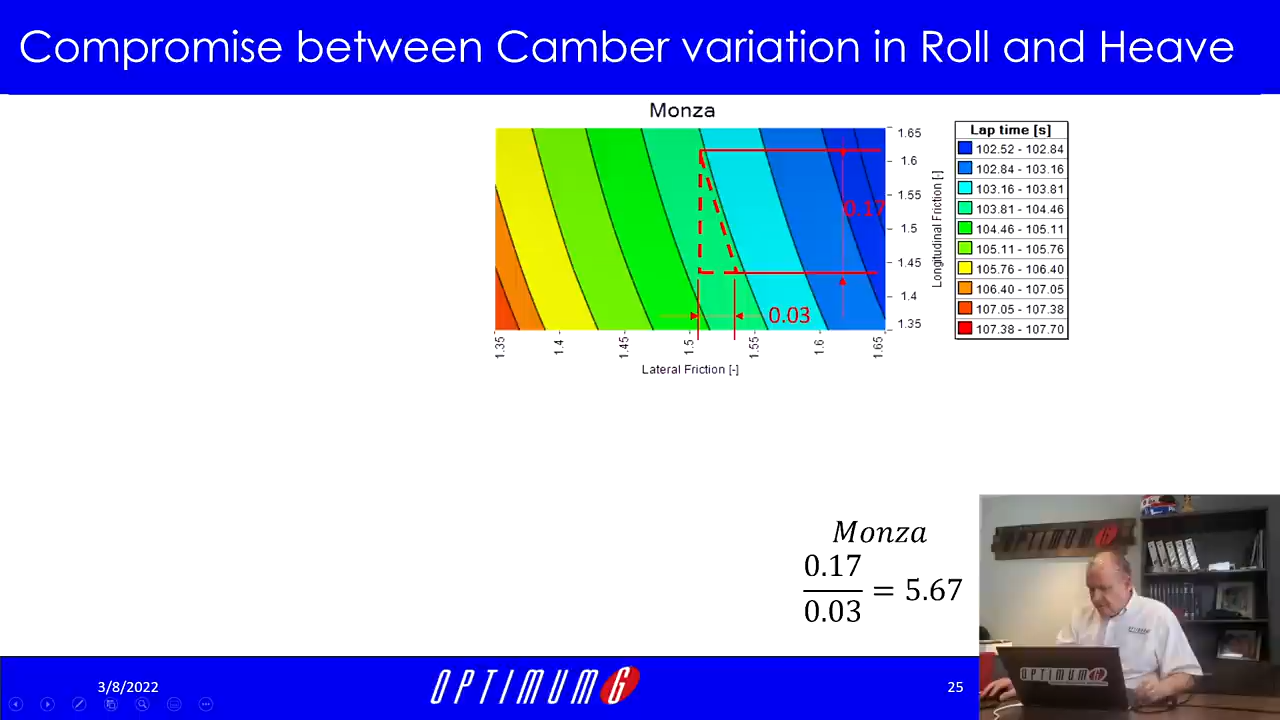 Compromise between Camber variation in Roll and Heave
Monza
1.65
1.6
1.55
1.5
1.45
1.4
1.35
Longitudinal Friction [-]
0.17
0.03
1.35
1.4
1.45
1.5
1.55
1.6
1.65
Lateral Friction [-]
Lap time [s]
102.52 - 102.84
102.84 - 103.16
103.16 - 103.81
103.81 - 104.46
104.46 - 105.11
105.11 - 105.76
105.76 - 106.40
106.40 - 107.05
107.05 - 107.38
107.38 - 107.70
Monza
0.17
0.03
= 5.67
OPTIMUM G
OPTIMUMG
3/8/2022
OPTIMUM G
25